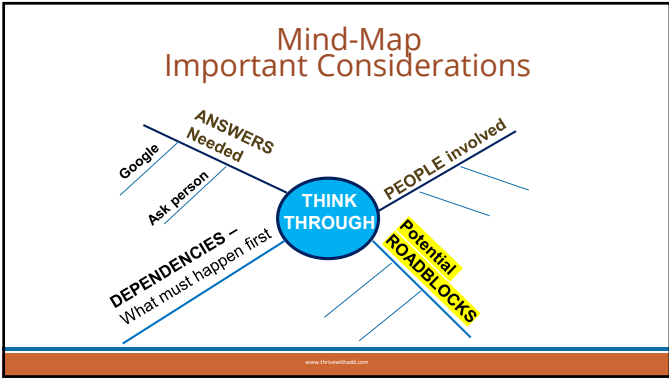 Mind-Map
Important Considerations
ANSWERS
Needed
Google
Ask person
PEOPLE involved
THINK
THROUGH
DEPENDENCIES –
What must happen first
Potential
ROADBLOCKS
www.thrivewithadd.com